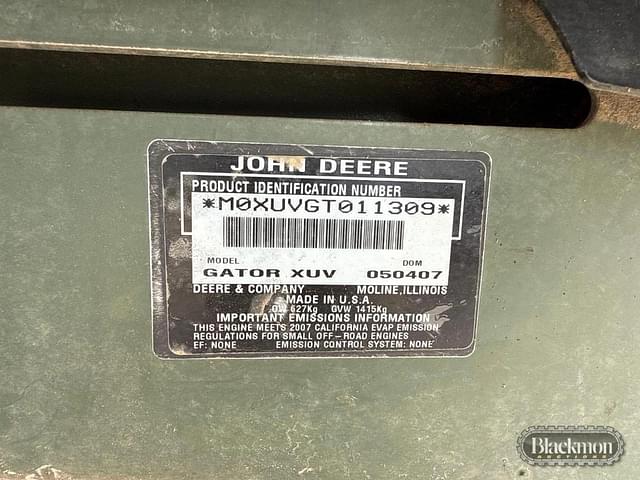 JOHN DEERE
PRODUCT IDENTIFICATION NUMBER
*M0XUVGT011309*
MODEL DOM
GATOR XUV 050407
DEERE & COMPANY MOLINE, ILLINOIS
MADE IN U.S.A.
627Kg GVW 1415Kg
IMPORTANT EMISSIONS INFORMATION
THIS ENGINE MEETS 2007 CALIFORNIA EVAP EMISSION
REGULATIONS FOR SMALL OFF-ROAD ENGINES
EF: NONE EMISSION CONTROL SYSTEM: NONE
Blackmon
AUCTIONS